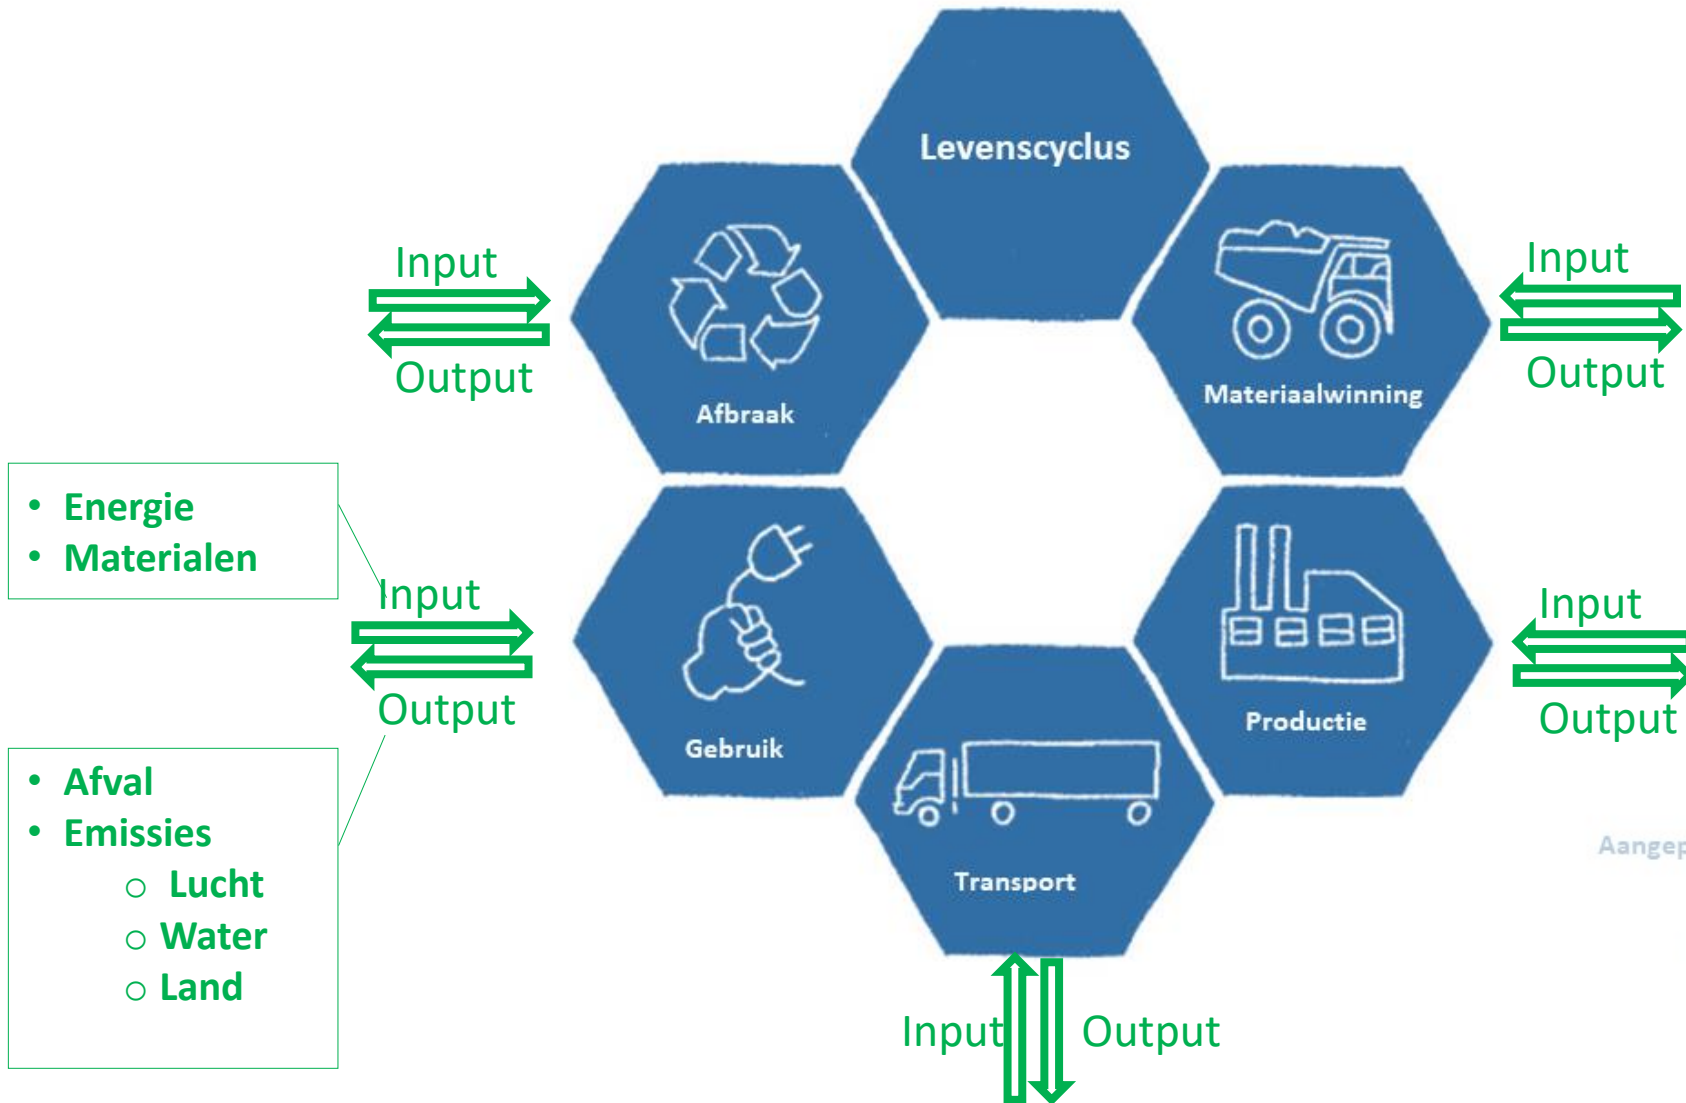 Levenscyclus
Input
Output
Afbraak
Materiaalwinning
Input
Output
• Energie
• Materialen
Input
Output
Gebruik
Productie
Input
Output
• Afval
• Emissies
o Lucht
o Water
o Land
Transport
Input
Output